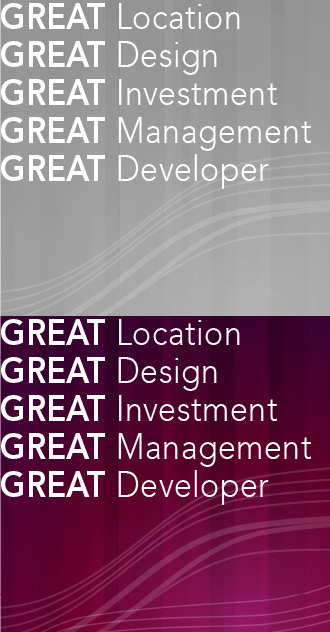 GREAT Location
GREAT Design
GREAT Investment
GREAT Management
GREAT Developer
GREAT Location
GREAT Design
GREAT Investment
GREAT Management
GREAT Developer